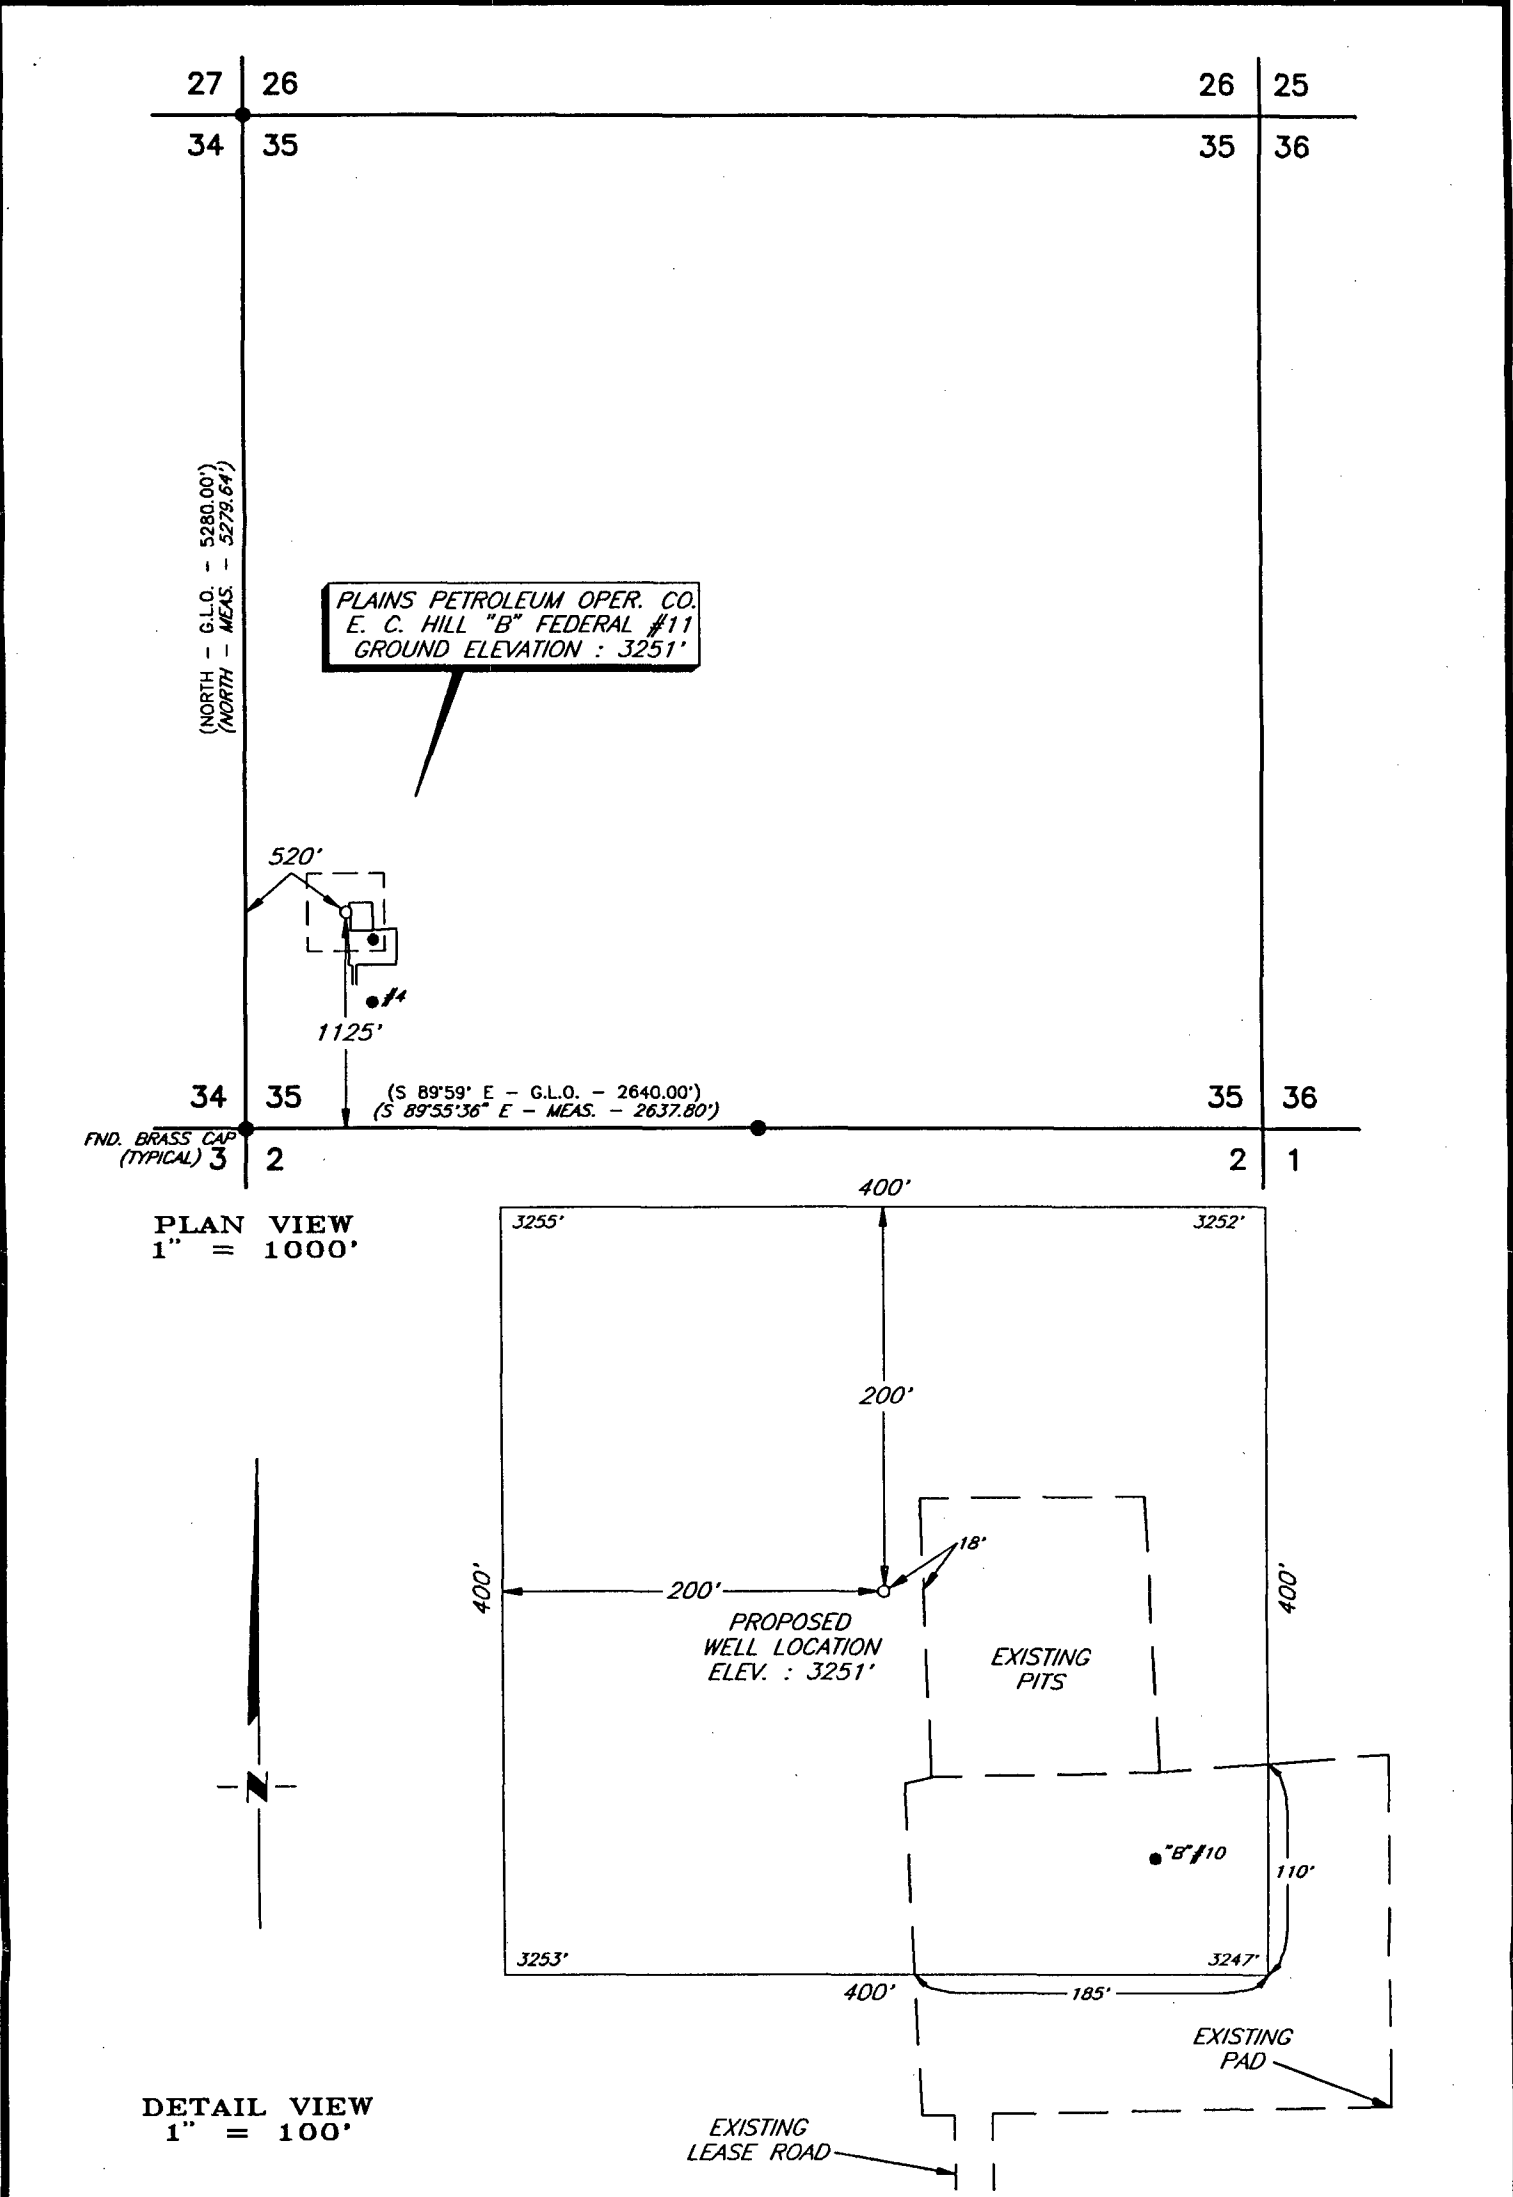 27 26
26 25
34 35
35 36
(NORTH - G.L.O. - 5280.00')
(NORTH - MEAS. - 5279.64')
PLAINS PETROLEUM OPER. CO.
E. C. HILL "B" FEDERAL #11
GROUND ELEVATION : 3251'
520'
#4
1125'
34 35
(S 89°59' E - G.L.O. - 2640.00')
(S 89°55'36" E - MEAS. - 2637.80')
35 36
FND. BRASS CAP
(TYPICAL)
3 2
2 1
PLAN VIEW
1" = 1000'
400'
3255'
3252'
200'
18'
400'
200'
400'
PROPOSED
WELL LOCATION
ELEV. : 3251'
EXISTING
PITS
N
"B" #10
110'
3253'
3247'
400'
185'
EXISTING
PAD
DETAIL VIEW
1" = 100'
EXISTING
LEASE ROAD